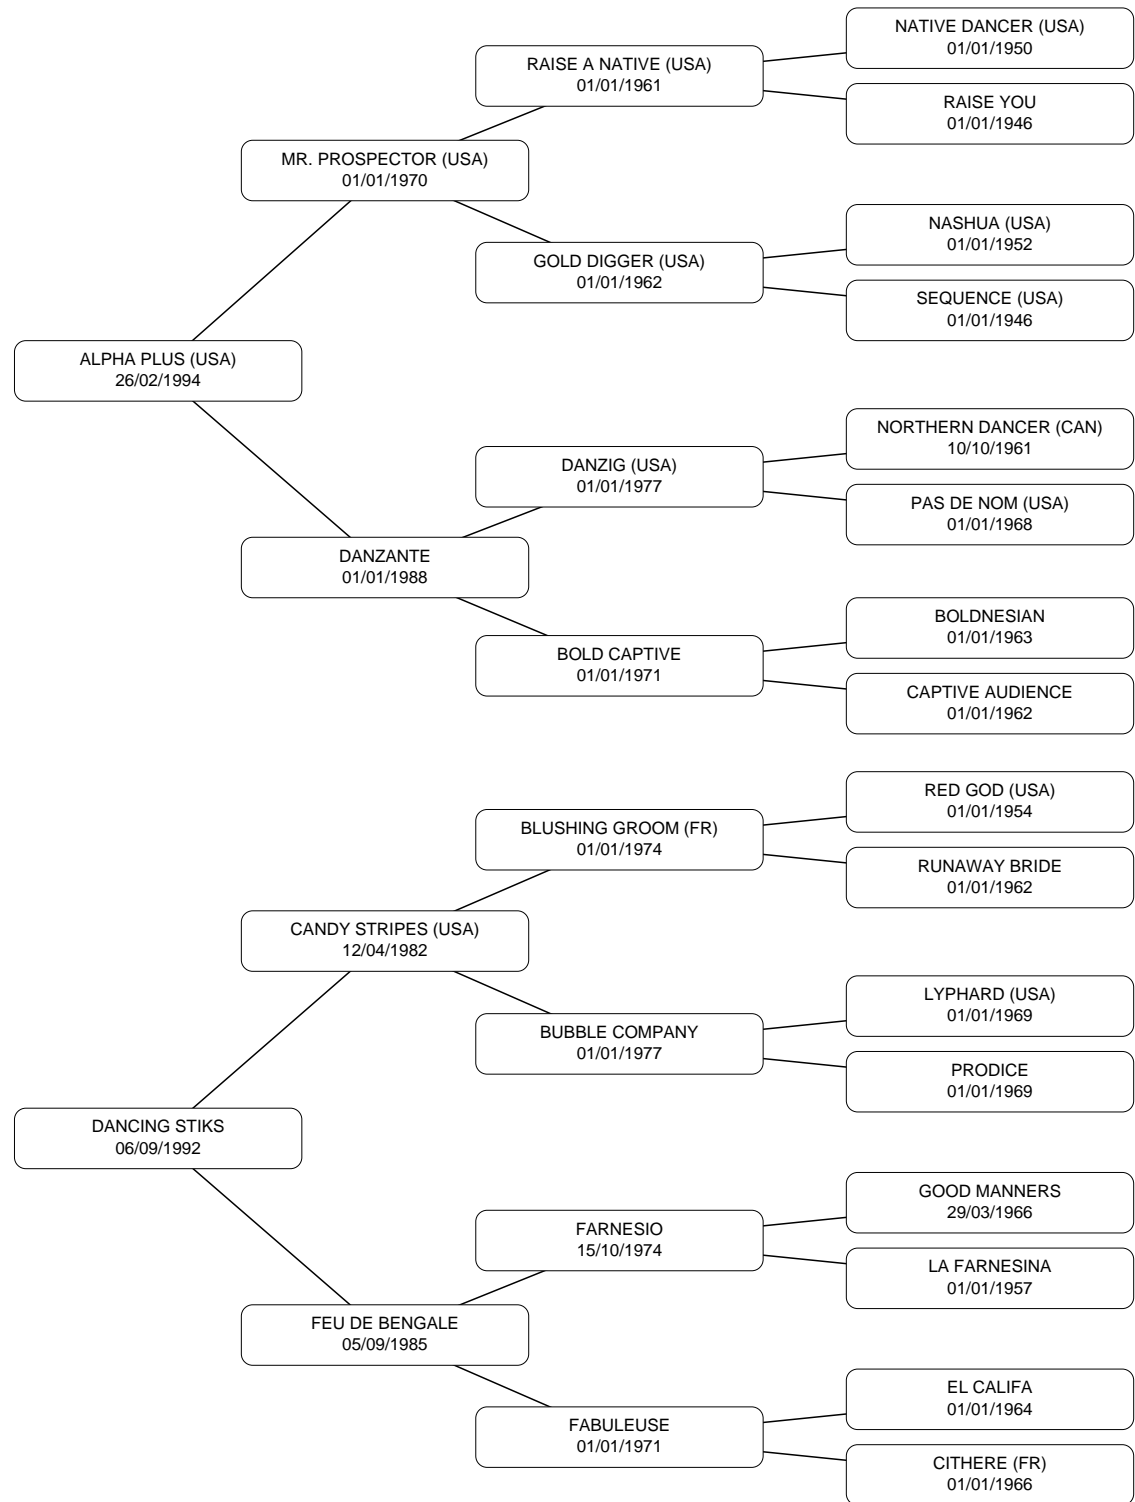 NATIVE DANCER (USA)
01/01/1950
RAISE A NATIVE (USA)
01/01/1961
RAISE YOU
01/01/1946
MR. PROSPECTOR (USA)
01/01/1970
NASHUA (USA)
01/01/1952
GOLD DIGGER (USA)
01/01/1962
SEQUENCE (USA)
01/01/1946
ALPHA PLUS (USA)
26/02/1994
NORTHERN DANCER (CAN)
10/10/1961
DANZIG (USA)
01/01/1977
PAS DE NOM (USA)
01/01/1968
DANZANTE
01/01/1988
BOLDNESIAN
01/01/1963
BOLD CAPTIVE
01/01/1971
CAPTIVE AUDIENCE
01/01/1962
RED GOD (USA)
01/01/1954
BLUSHING GROOM (FR)
01/01/1974
RUNAWAY BRIDE
01/01/1962
CANDY STRIPES (USA)
12/04/1982
LYPHARD (USA)
01/01/1969
BUBBLE COMPANY
01/01/1977
PRODICE
01/01/1969
DANCING STIKS
06/09/1992
GOOD MANNERS
29/03/1966
FARNESIO
15/10/1974
LA FARNESINA
01/01/1957
FEU DE BENGALE
05/09/1985
EL CALIFA
01/01/1964
FABULEUSE
01/01/1971
CITHERE (FR)
01/01/1966